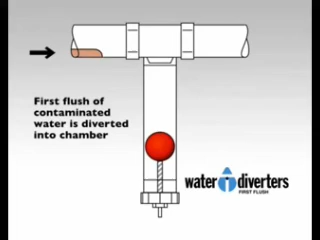 First flush of
contaminated
water is diverted
into chamber
water diverters
FIRST FLUSH